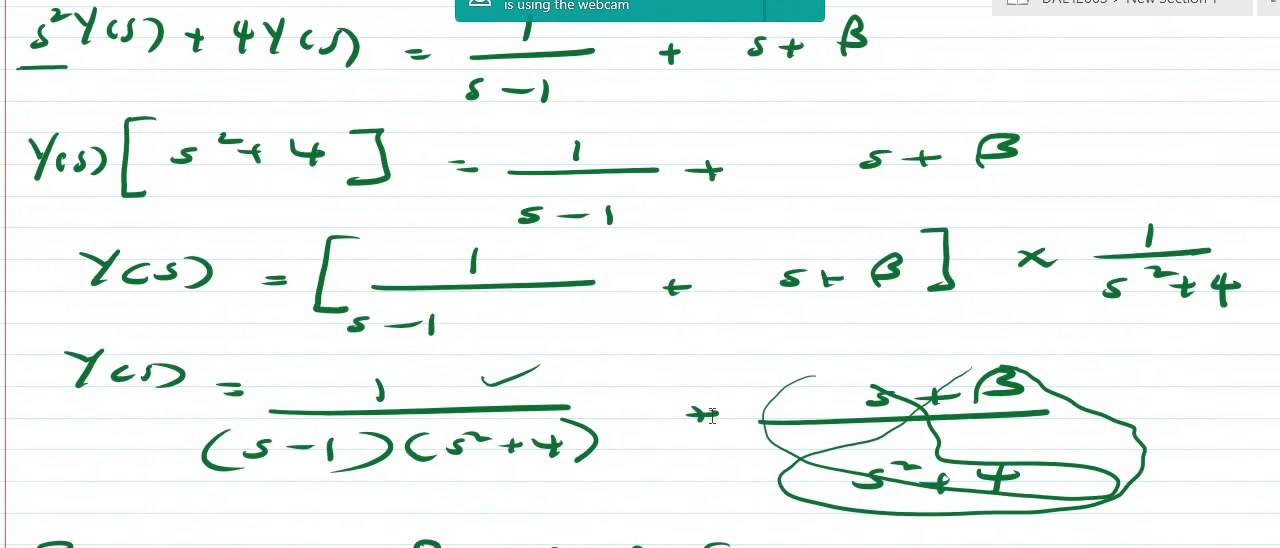 is using the webcam
s²Y(s) + 4Y(s) = 1/(s-1) + s + β
Y(s)[s²+4] = 1/(s-1) + s + β
Y(s) = [1/(s-1) + s + β] × 1/(s²+4)
Y(s) = 1/((s-1)(s²+4)) ✓ + (s+β)/(s²+4)